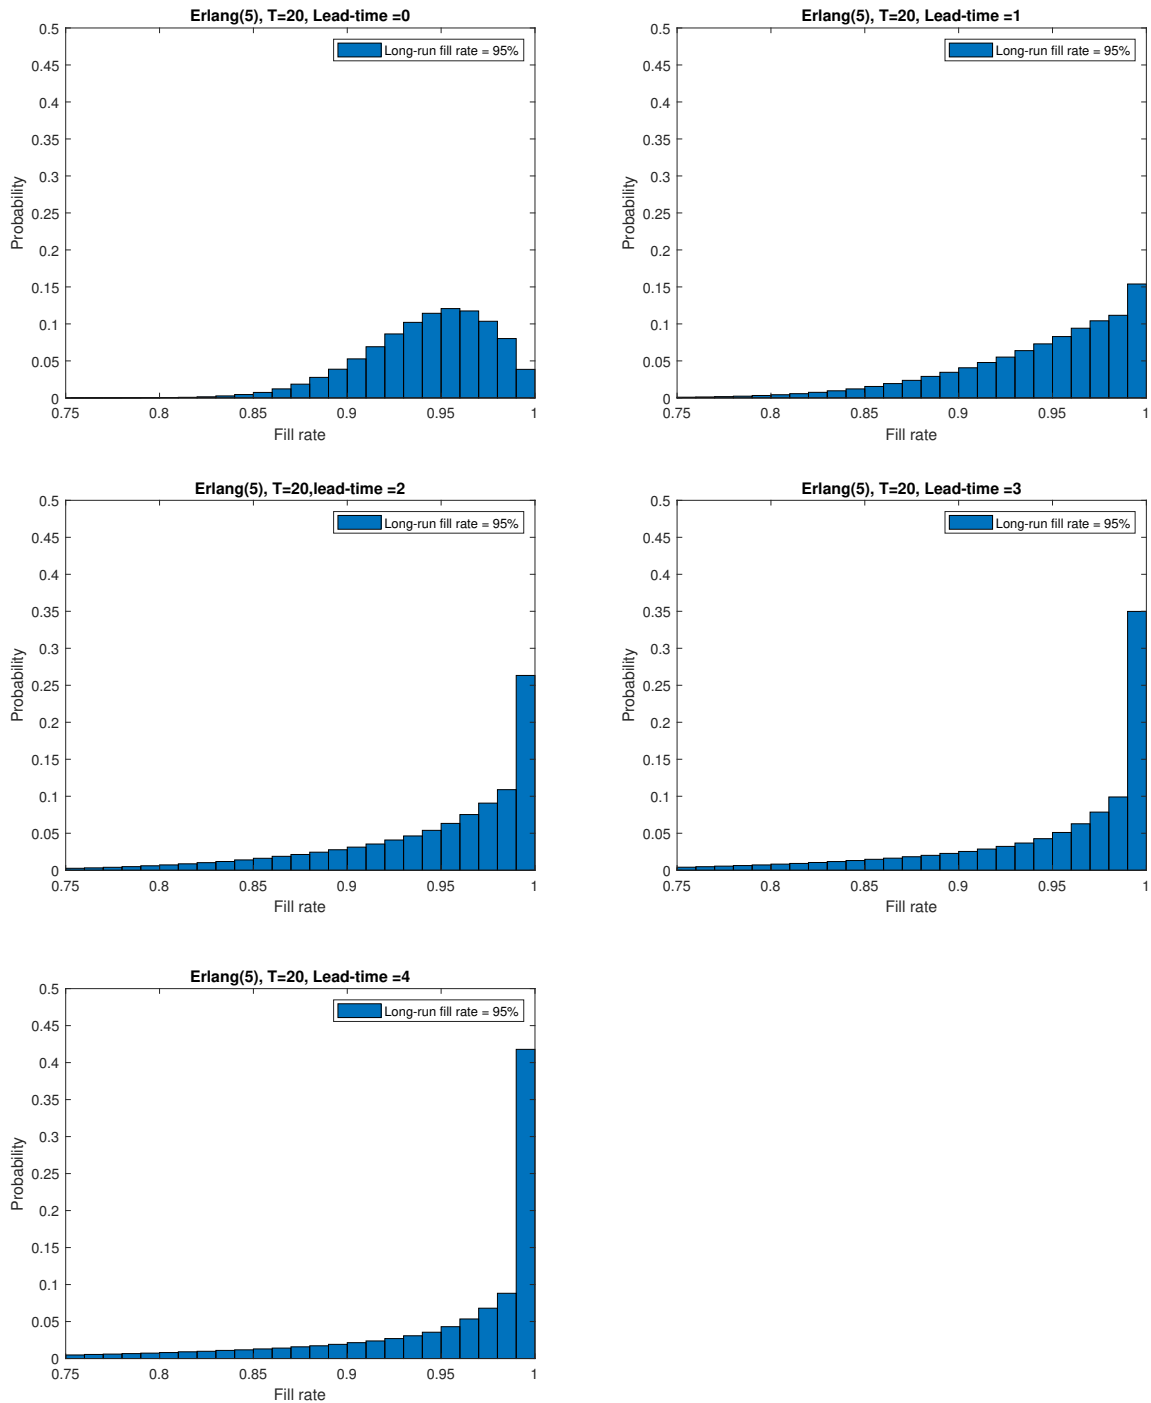 Erlang(5), T=20, Lead-time =0
Long-run fill rate = 95%
0.5
0.45
0.4
0.35
0.3
0.25
0.2
0.15
0.1
0.05
0
Probability
0.75 0.8 0.85 0.9 0.95 1
Fill rate
Erlang(5), T=20, Lead-time =1
Long-run fill rate = 95%
0.5
0.45
0.4
0.35
0.3
0.25
0.2
0.15
0.1
0.05
0
Probability
0.75 0.8 0.85 0.9 0.95 1
Fill rate
Erlang(5), T=20,lead-time =2
Long-run fill rate = 95%
0.5
0.45
0.4
0.35
0.3
0.25
0.2
0.15
0.1
0.05
0
Probability
0.75 0.8 0.85 0.9 0.95 1
Fill rate
Erlang(5), T=20, Lead-time =3
Long-run fill rate = 95%
0.5
0.45
0.4
0.35
0.3
0.25
0.2
0.15
0.1
0.05
0
Probability
0.75 0.8 0.85 0.9 0.95 1
Fill rate
Erlang(5), T=20, Lead-time =4
Long-run fill rate = 95%
0.5
0.45
0.4
0.35
0.3
0.25
0.2
0.15
0.1
0.05
0
Probability
0.75 0.8 0.85 0.9 0.95 1
Fill rate